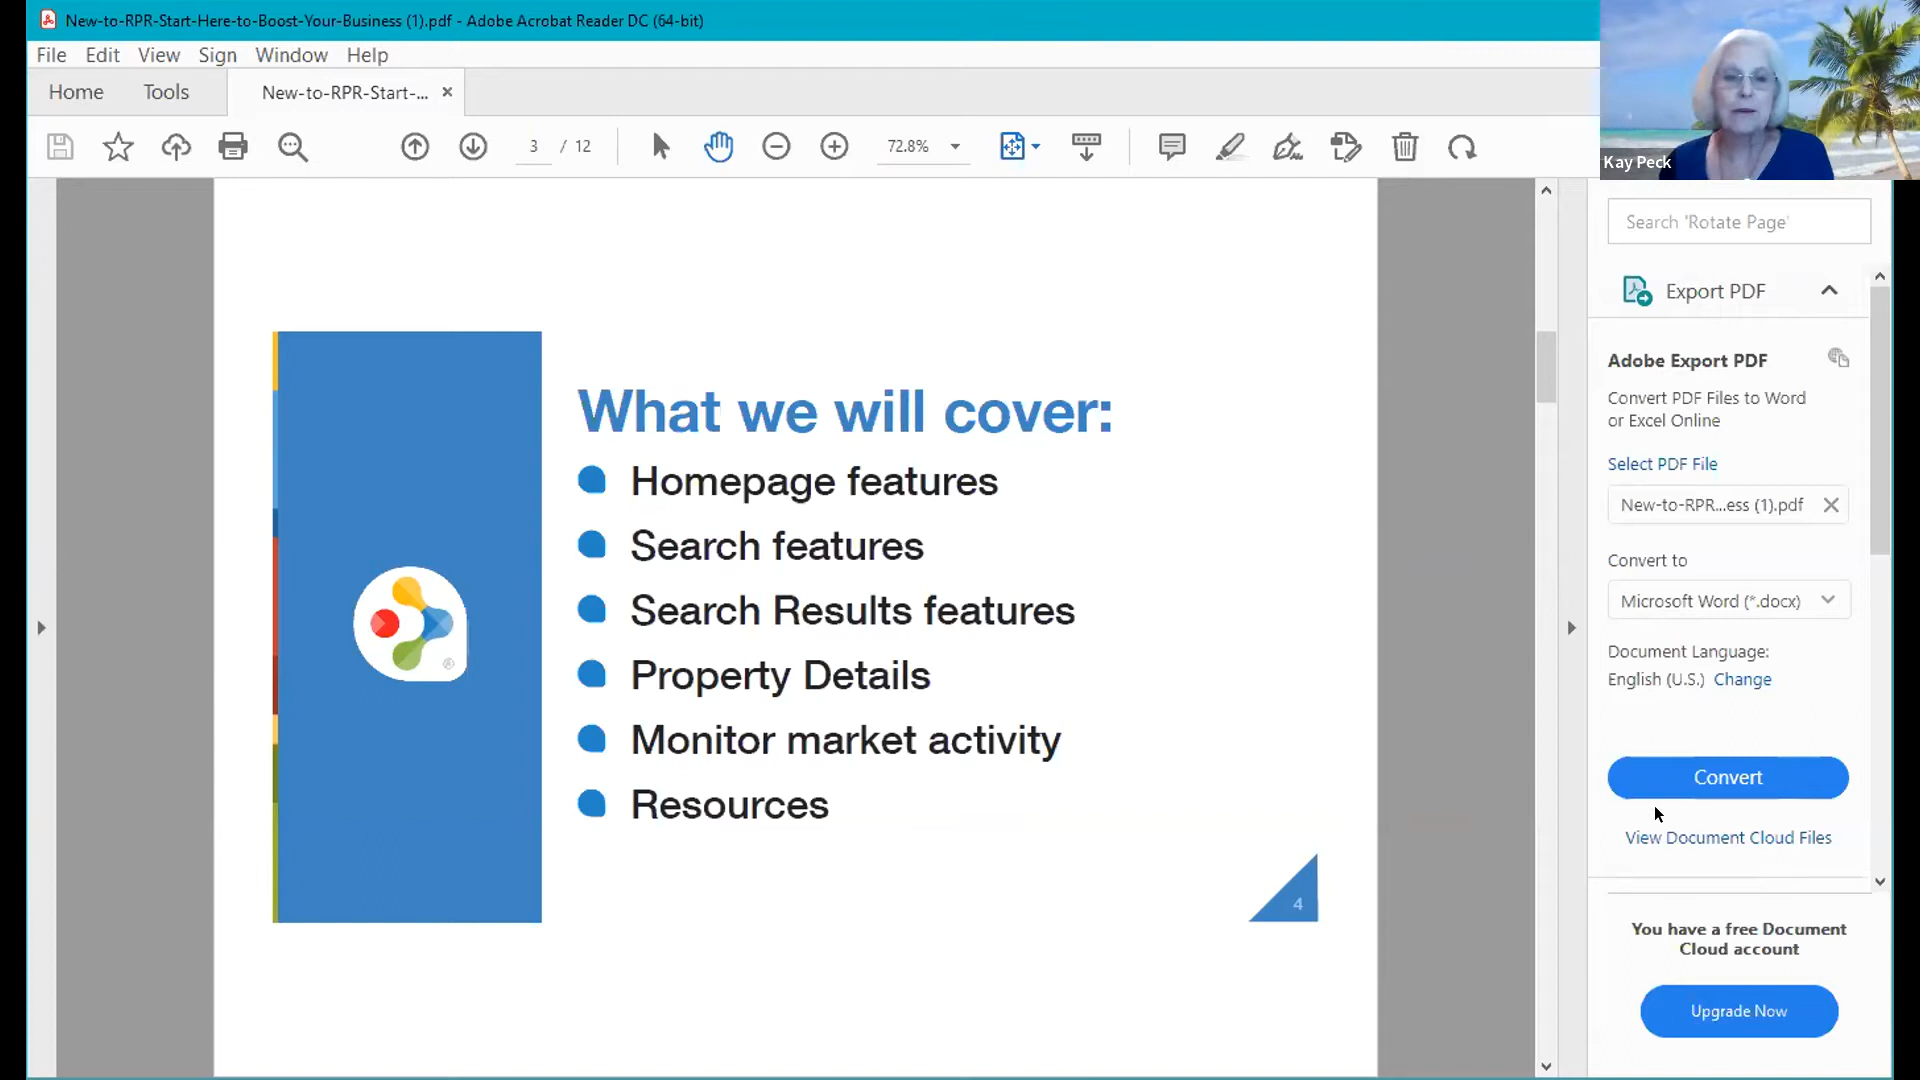 New-to-RPR-Start-Here-to-Boost-Your-Business (1).pdf - Adobe Acrobat Reader DC (64-bit)
File Edit View Sign Window Help
Home Tools New-to-RPR-Start-... ×
3 / 12 72.8%
Kay Peck
Search 'Rotate Page'
Export PDF
Adobe Export PDF
Convert PDF Files to Word
or Excel Online
Select PDF File
New-to-RPR...ess (1).pdf
Convert to
Microsoft Word (*.docx)
Document Language:
English (U.S.) Change
Convert
View Document Cloud Files
You have a free Document
Cloud account
Upgrade Now
What we will cover:
Homepage features
Search features
Search Results features
Property Details
Monitor market activity
Resources
®
4